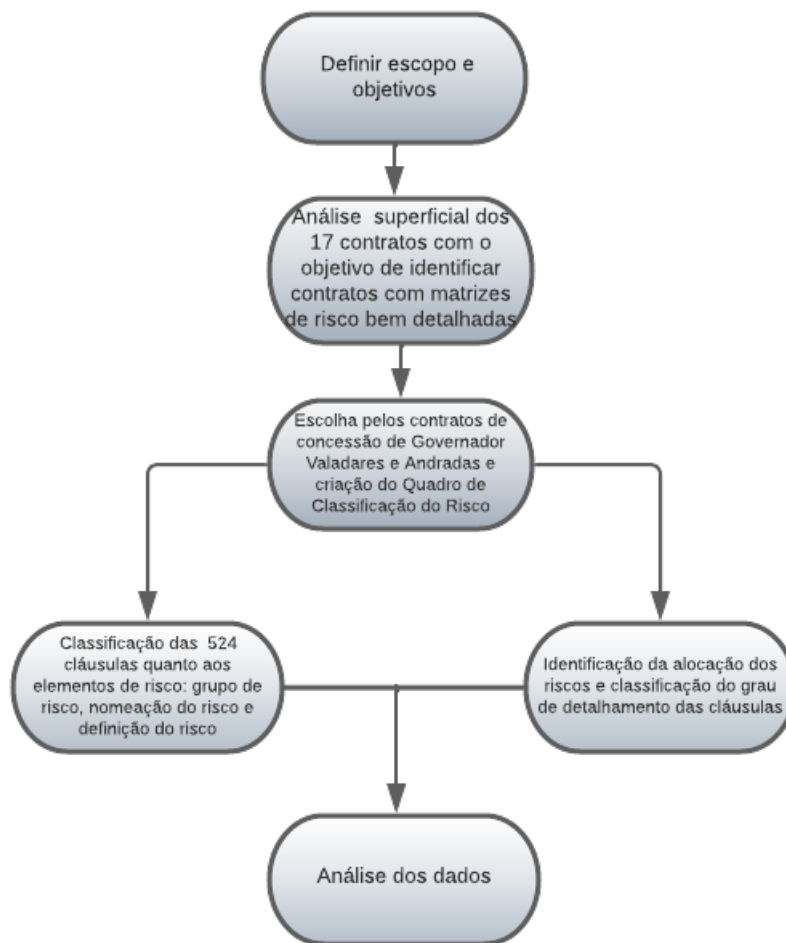 Definir escopo e
objetivos
Análise superficial dos
17 contratos com o
objetivo de identificar
contratos com matrizes
de risco bem detalhadas
Escolha pelos contratos de
concessão de Governador
Valadares e Andradas e
criação do Quadro de
Classificação do Risco
Classificação das 524
cláusulas quanto aos
elementos de risco: grupo de
risco, nomeação do risco e
definição do risco
Identificação da alocação dos
riscos e classificação do grau
de detalhamento das cláusulas
Análise dos dados